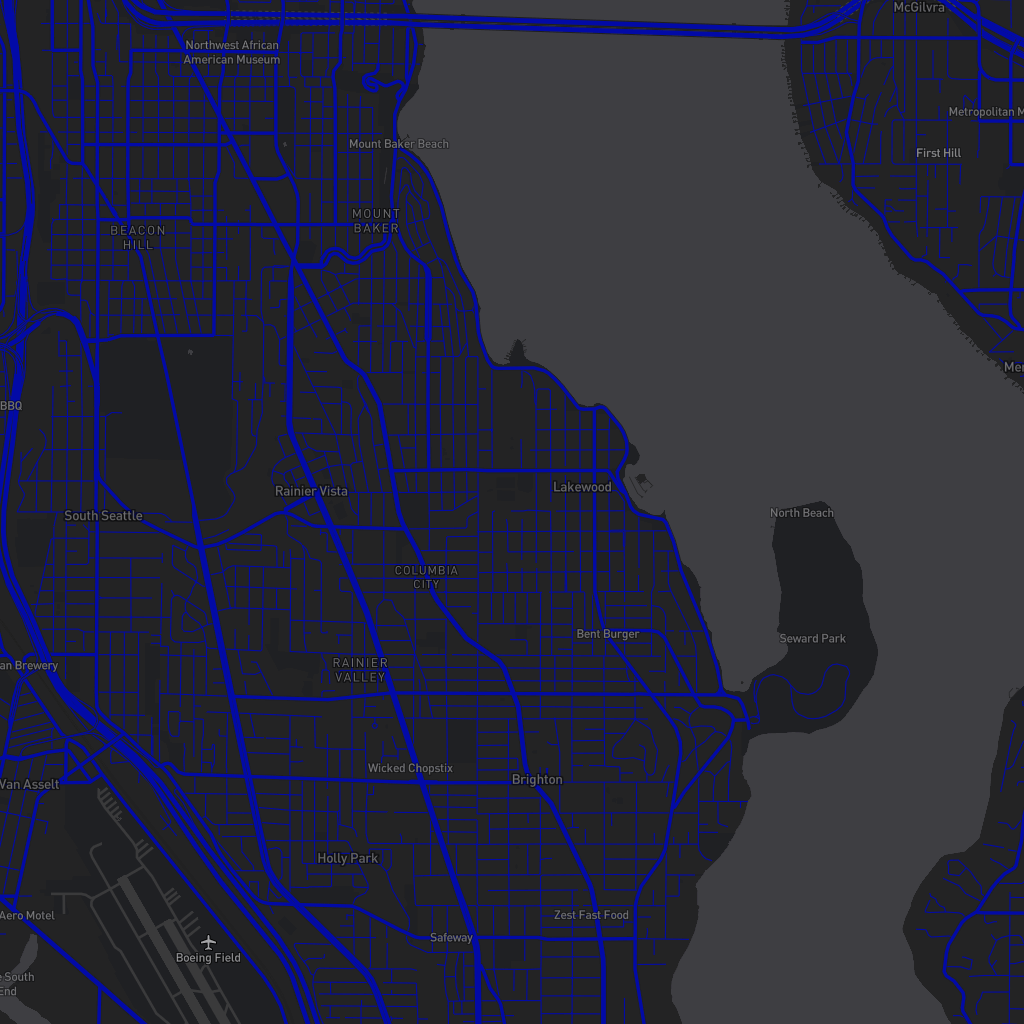 McGilvra
Northwest African
American Museum
Metropolitan M
Mount Baker Beach
First Hill
MOUNT
BAKER
BEACON
HILL
Mer
BBQ
Lakewood
Rainier Vista
South Seattle
North Beach
COLUMBIA
CITY
Bent Burger
Seward Park
an Brewery
RAINIER
VALLEY
Wicked Chopstix
Brighton
Van Asselt
Holly Park
Aero Motel
Zest Fast Food
Safeway
Boeing Field
e South
End